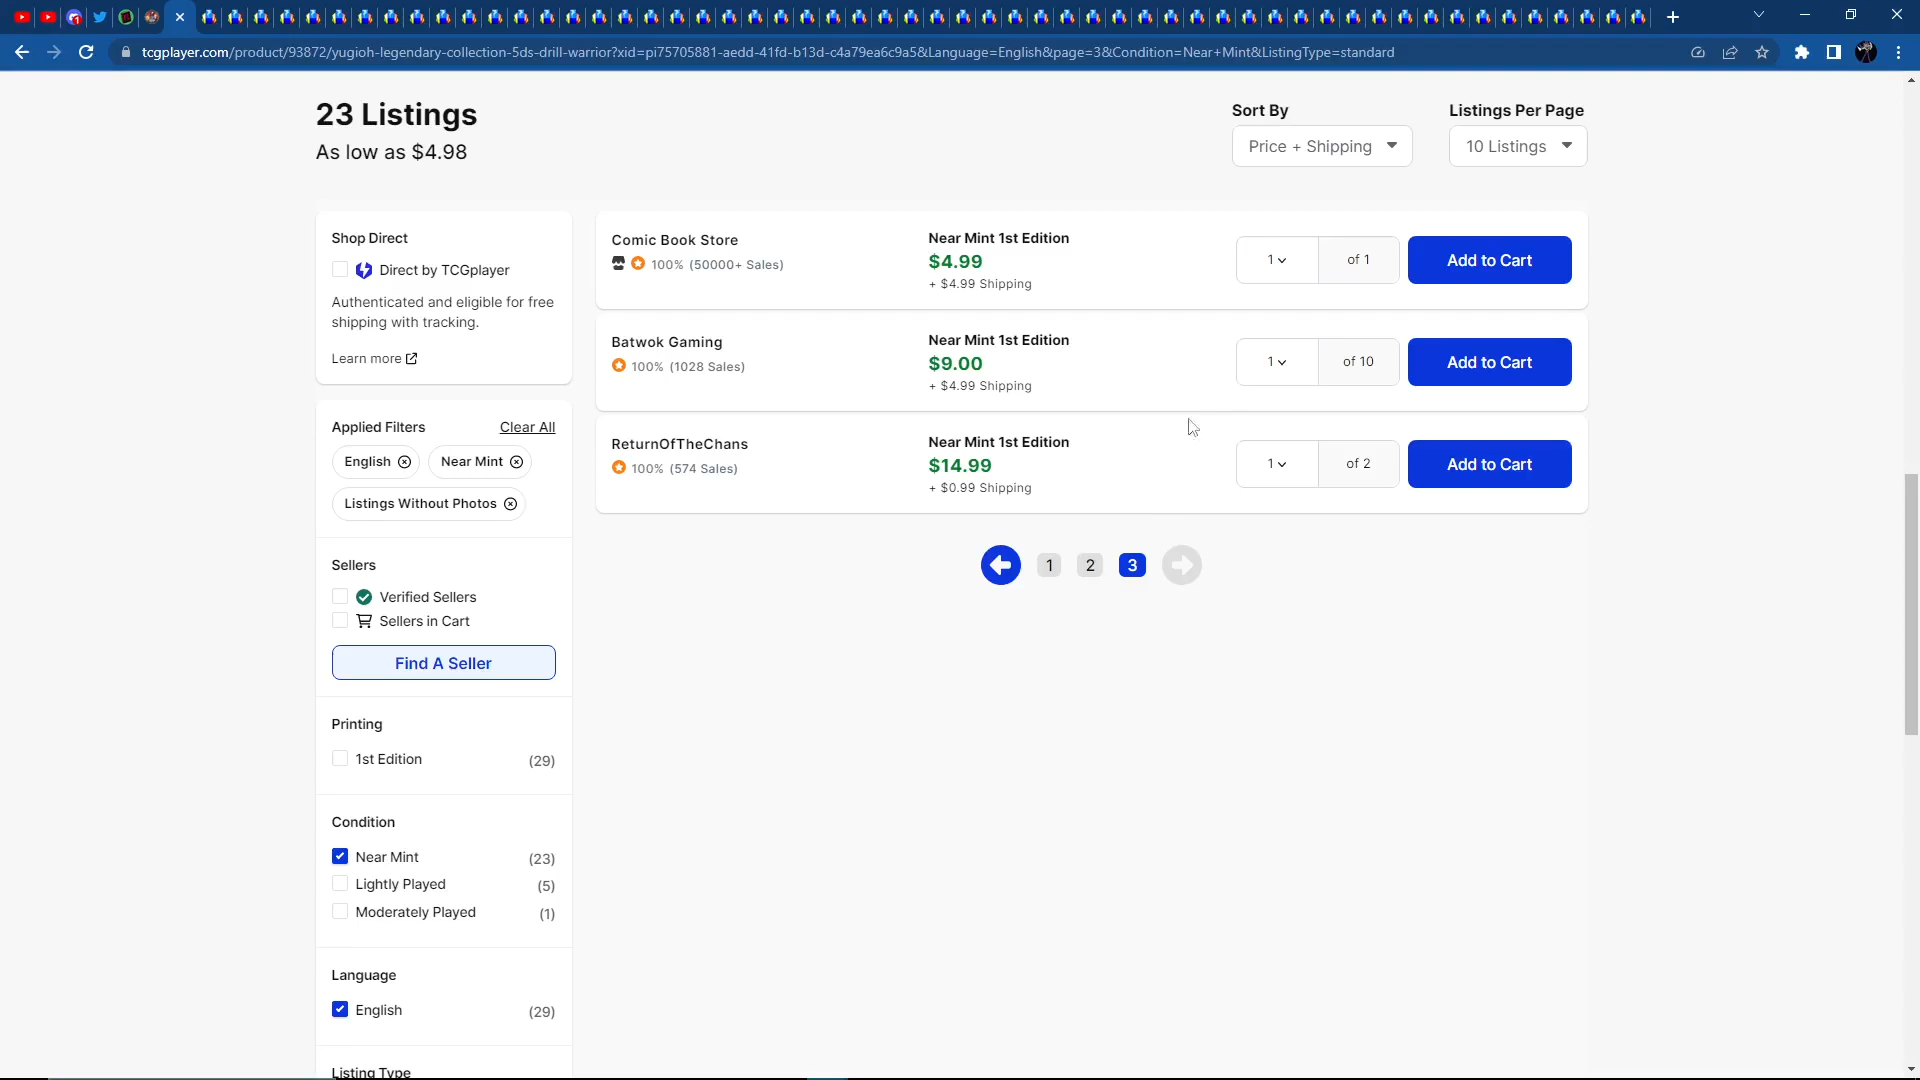 tcgplayer.com/product/93872/yugioh-legendary-collection-5ds-drill-warrior?xid=pi75705881-aedd-41fd-b13d-c4a79ea6c9a5&Language=English&page=3&Condition=Near+Mint&ListingType=standard
23 Listings
As low as $4.98
Sort By
Price + Shipping
Listings Per Page
10 Listings
Shop Direct
Direct by TCGplayer
Authenticated and eligible for free
shipping with tracking.
Learn more
Applied Filters
Clear All
English
Near Mint
Listings Without Photos
Sellers
Verified Sellers
Sellers in Cart
Find A Seller
Printing
1st Edition (29)
Condition
Near Mint (23)
Lightly Played (5)
Moderately Played (1)
Language
English (29)
Listing Type
Comic Book Store
100% (50000+ Sales)
Near Mint 1st Edition
$4.99
+ $4.99 Shipping
1 of 1
Add to Cart
Batwok Gaming
100% (1028 Sales)
Near Mint 1st Edition
$9.00
+ $4.99 Shipping
1 of 10
Add to Cart
ReturnOfTheChans
100% (574 Sales)
Near Mint 1st Edition
$14.99
+ $0.99 Shipping
1 of 2
Add to Cart
1 2 3